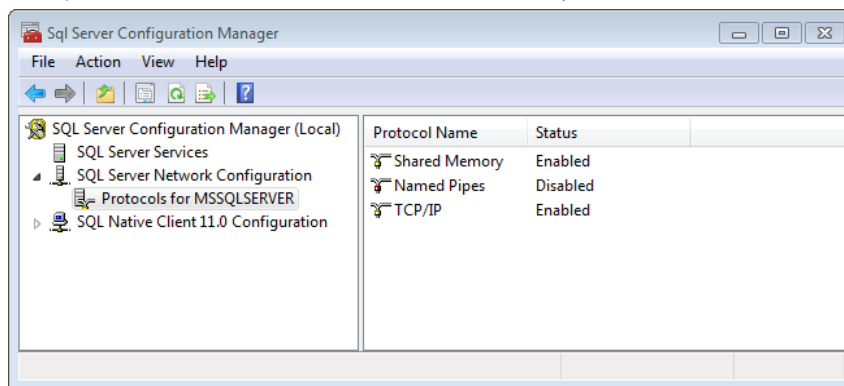 Sql Server Configuration Manager
File Action View Help
SQL Server Configuration Manager (Local)
SQL Server Services
SQL Server Network Configuration
Protocols for MSSQLSERVER
SQL Native Client 11.0 Configuration
Protocol Name Status
Shared Memory Enabled
Named Pipes Disabled
TCP/IP Enabled